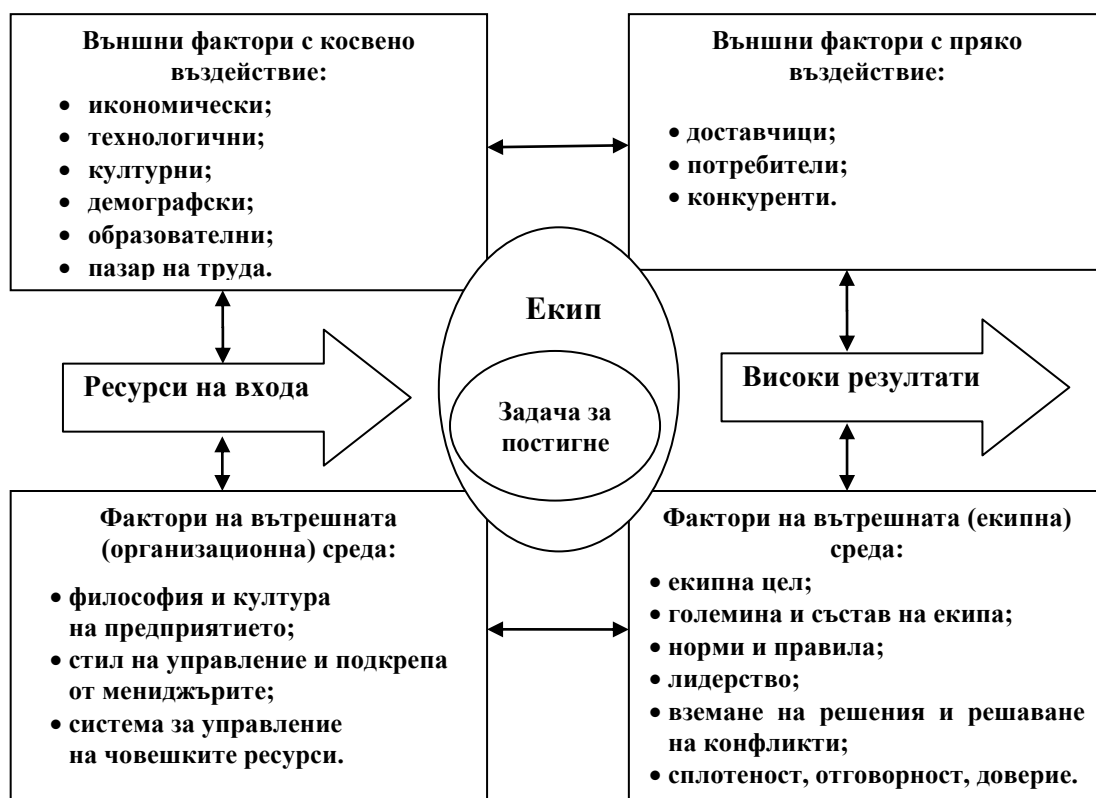 Външни фактори с косвено
въздействие:
• икономически;
• технологични;
• културни;
• демографски;
• образователни;
• пазар на труда.
Външни фактори с пряко
въздействие:
• доставчици;
• потребители;
• конкуренти.
Екип
Задача за
постигне
Ресурси на входа
Високи резултати
Фактори на вътрешната
(организационна) среда:
• философия и култура
на предприятието;
• стил на управление и подкрепа
от мениджърите;
• система за управление
на човешките ресурси.
Фактори на вътрешната (екипна)
среда:
• екипна цел;
• големина и състав на екипа;
• норми и правила;
• лидерство;
• вземане на решения и решаване
на конфликти;
• сплотеност, отговорност, доверие.